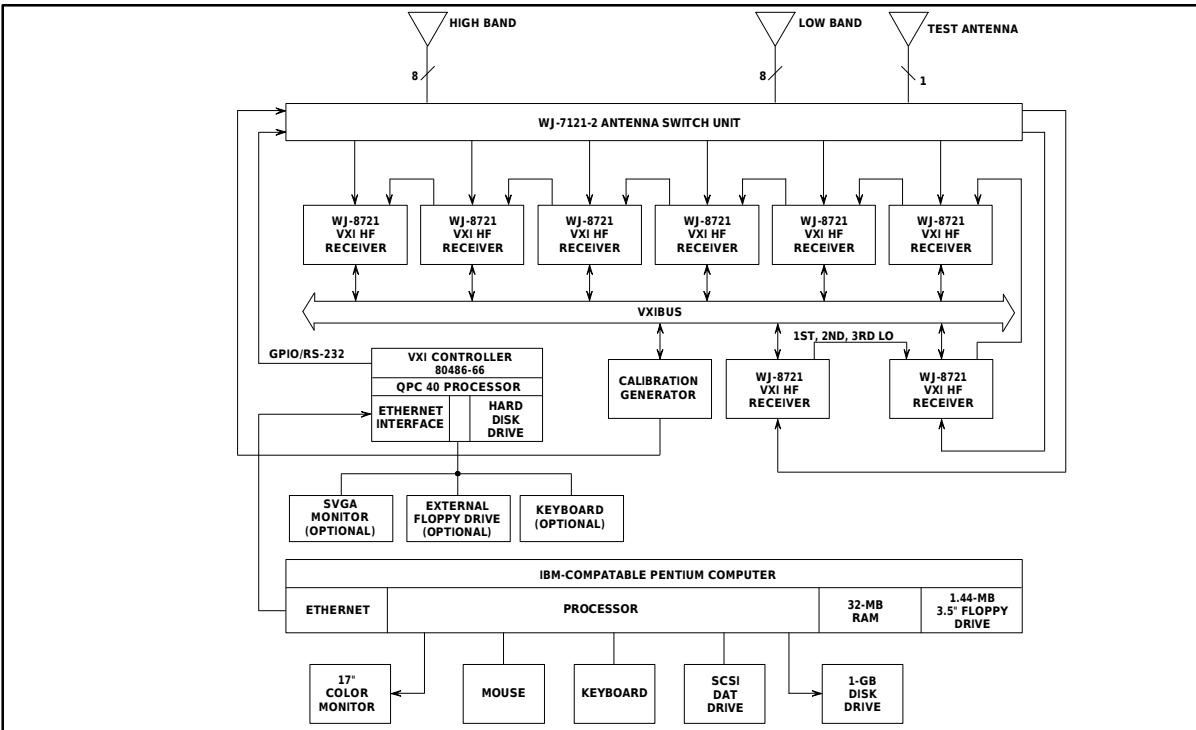 HIGH BAND
LOW BAND
TEST ANTENNA
8
8
1
WJ-7121-2 ANTENNA SWITCH UNIT
WJ-8721
VXI HF
RECEIVER
WJ-8721
VXI HF
RECEIVER
WJ-8721
VXI HF
RECEIVER
WJ-8721
VXI HF
RECEIVER
WJ-8721
VXI HF
RECEIVER
WJ-8721
VXI HF
RECEIVER
VXIBUS
GPIO/RS-232
VXI CONTROLLER
80486-66
QPC 40 PROCESSOR
ETHERNET
INTERFACE
HARD
DISK
DRIVE
CALIBRATION
GENERATOR
1ST, 2ND, 3RD LO
WJ-8721
VXI HF
RECEIVER
WJ-8721
VXI HF
RECEIVER
SVGA
MONITOR
(OPTIONAL)
EXTERNAL
FLOPPY DRIVE
(OPTIONAL)
KEYBOARD
(OPTIONAL)
IBM-COMPATABLE PENTIUM COMPUTER
ETHERNET
PROCESSOR
32-MB
RAM
1.44-MB
3.5" FLOPPY
DRIVE
17"
COLOR
MONITOR
MOUSE
KEYBOARD
SCSI
DAT
DRIVE
1-GB
DISK
DRIVE